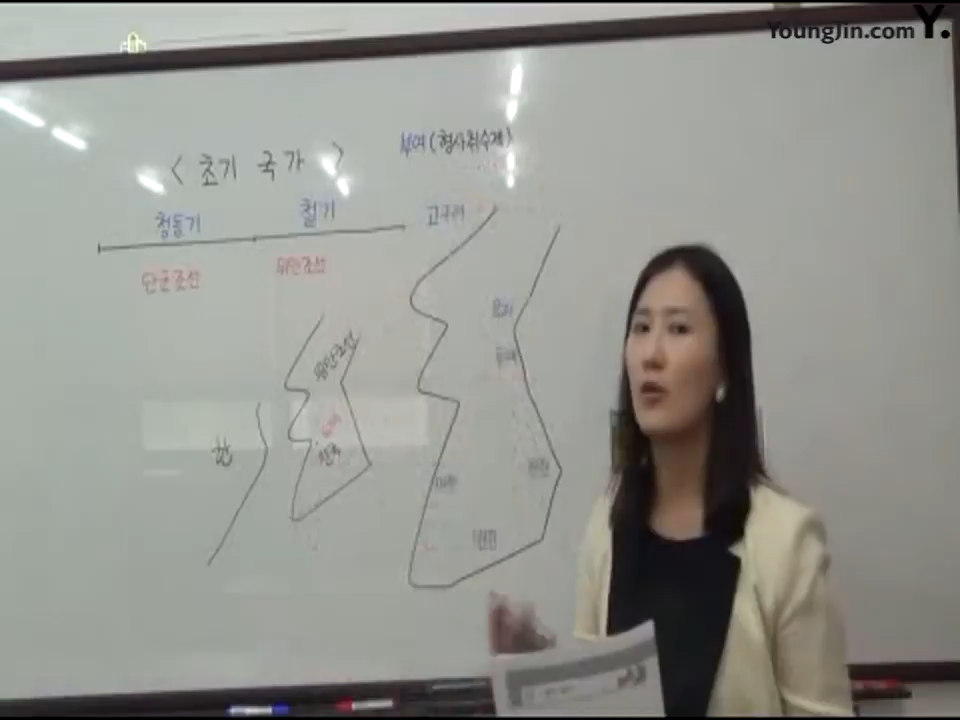 YoungJin.com Y.
부여(형사취수제)
< 초기 국가 >
고구려
청동기 철기
단군조선 위만조선
옥저
동예
위만조선
한
진국
마한 변한